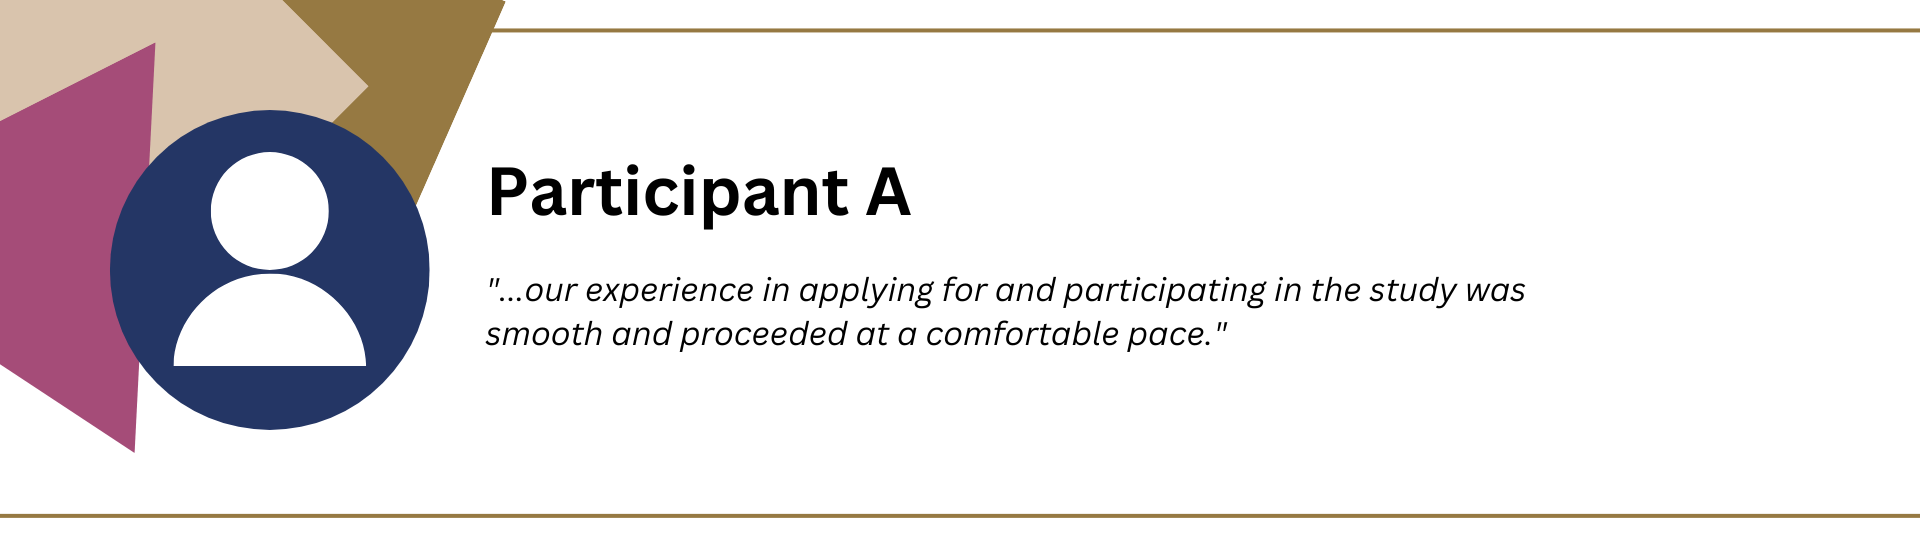 Participant A
"...our experience in applying for and participating in the study was
smooth and proceeded at a comfortable pace."